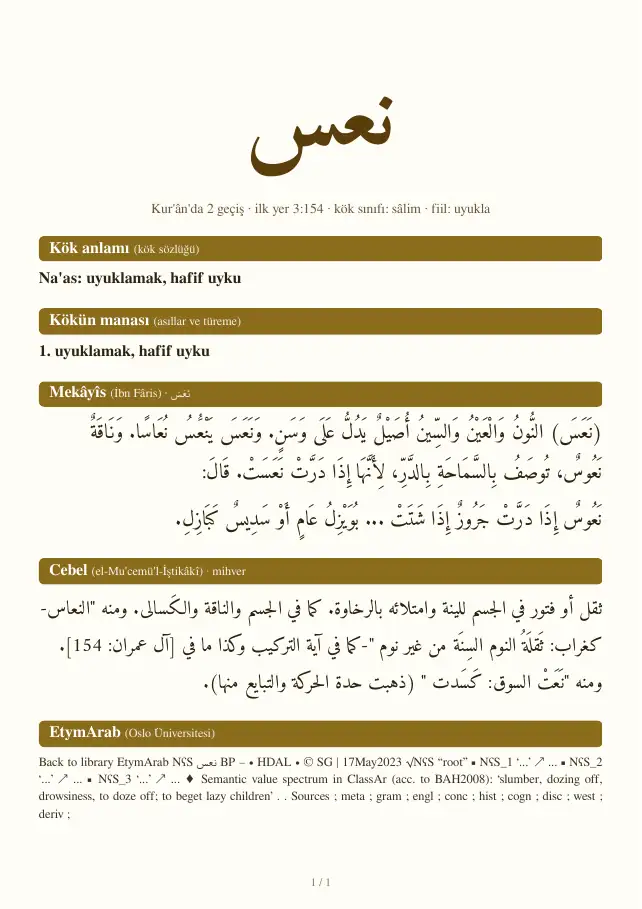 نعس
Kur'ân'da 2 geçiş · ilk yer 3:154 · kök sınıfı: sâlim · fiil: uyukla
Kök anlamı (kök sözlüğü)
Na'as: uyuklamak, hafif uyku
Kökün manası (asıllar ve türeme)
1. uyuklamak, hafif uyku
Mekâyîs (İbn Fâris) · نَعَسَ
(نَعَسَ) النُّونُ وَالْعَيْنُ وَالسِّينُ أُصَيْلٌ يَدُلُّ عَلَى وَسَنٍ. وَنَعَسَ يَنْعُسُ نُعَاسًا. وَنَاقَةٌ
نَعُوسٌ، تُوصَفُ بِالسَّمَاحَةِ بِالدَّرِّ، لِأَنَّهَا إِذَا دَرَّتْ نَعَسَتْ. قَالَ:
نَعُوسٌ إِذَا دَرَّتْ جَرُوزٌ إِذَا شَتَتْ ... بُوَيْزِلُ عَامٍ أَوْ سَدِيسٌ كَبَازِلِ.
Cebel (el-Mu'cemü'l-İştikâkî) · mihver
ثقل أو فتور في الجسم للينة وامتلائه بالرخاوة. كما في الجسم والناقة والكَسالى. ومنه "النعاس-
كغراب: ثَقلَةُ النوم السِنَة من غير نوم "-كما في آية التركيب وكذا ما في [آل عمران: 154].
ومنه "نَعَتْ السوق: كَسَدت " (ذهبت حدة الحركة والتبايع منها).
EtymArab (Oslo Üniversitesi)
Back to library EtymArab NʕS نعس BP – • HDAL • © SG | 17May2023 √NʕS “root” ▪ NʕS_1 ‘...’ ↗ ... ▪ NʕS_2
‘...’ ↗ ... ▪ NʕS_3 ‘...’ ↗ ... ♦ Semantic value spectrum in ClassAr (acc. to BAH2008): ‘slumber, dozing off,
drowsiness, to doze off; to beget lazy children’ . . Sources ; meta ; gram ; engl ; conc ; hist ; cogn ; disc ; west ;
deriv ;
1 / 1